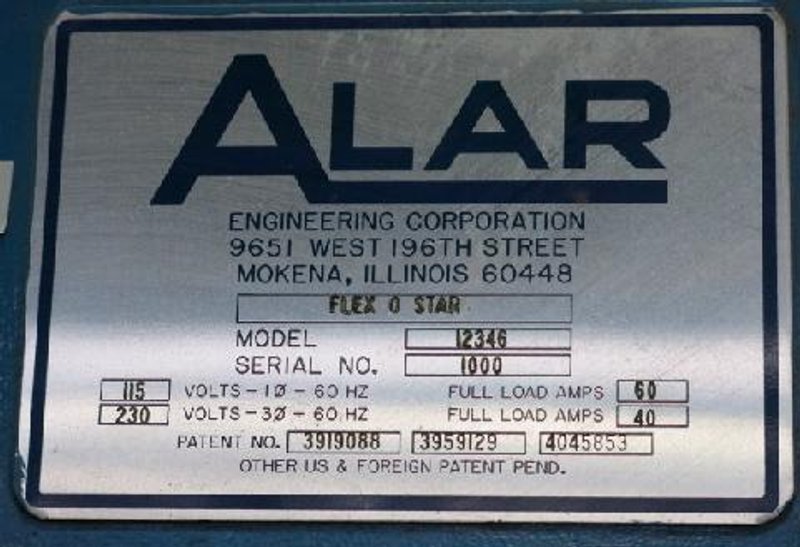 ALAR
ENGINEERING CORPORATION
9651 WEST 196TH STREET
MOKENA, ILLINOIS 60448
FLEX O STAR
MODEL 12346
SERIAL NO. 1000
115 VOLTS-1Ø-60 HZ FULL LOAD AMPS 60
230 VOLTS-3Ø-60 HZ FULL LOAD AMPS 40
PATENT NO. 3919088 3959129 4045853
OTHER US & FOREIGN PATENT PEND.